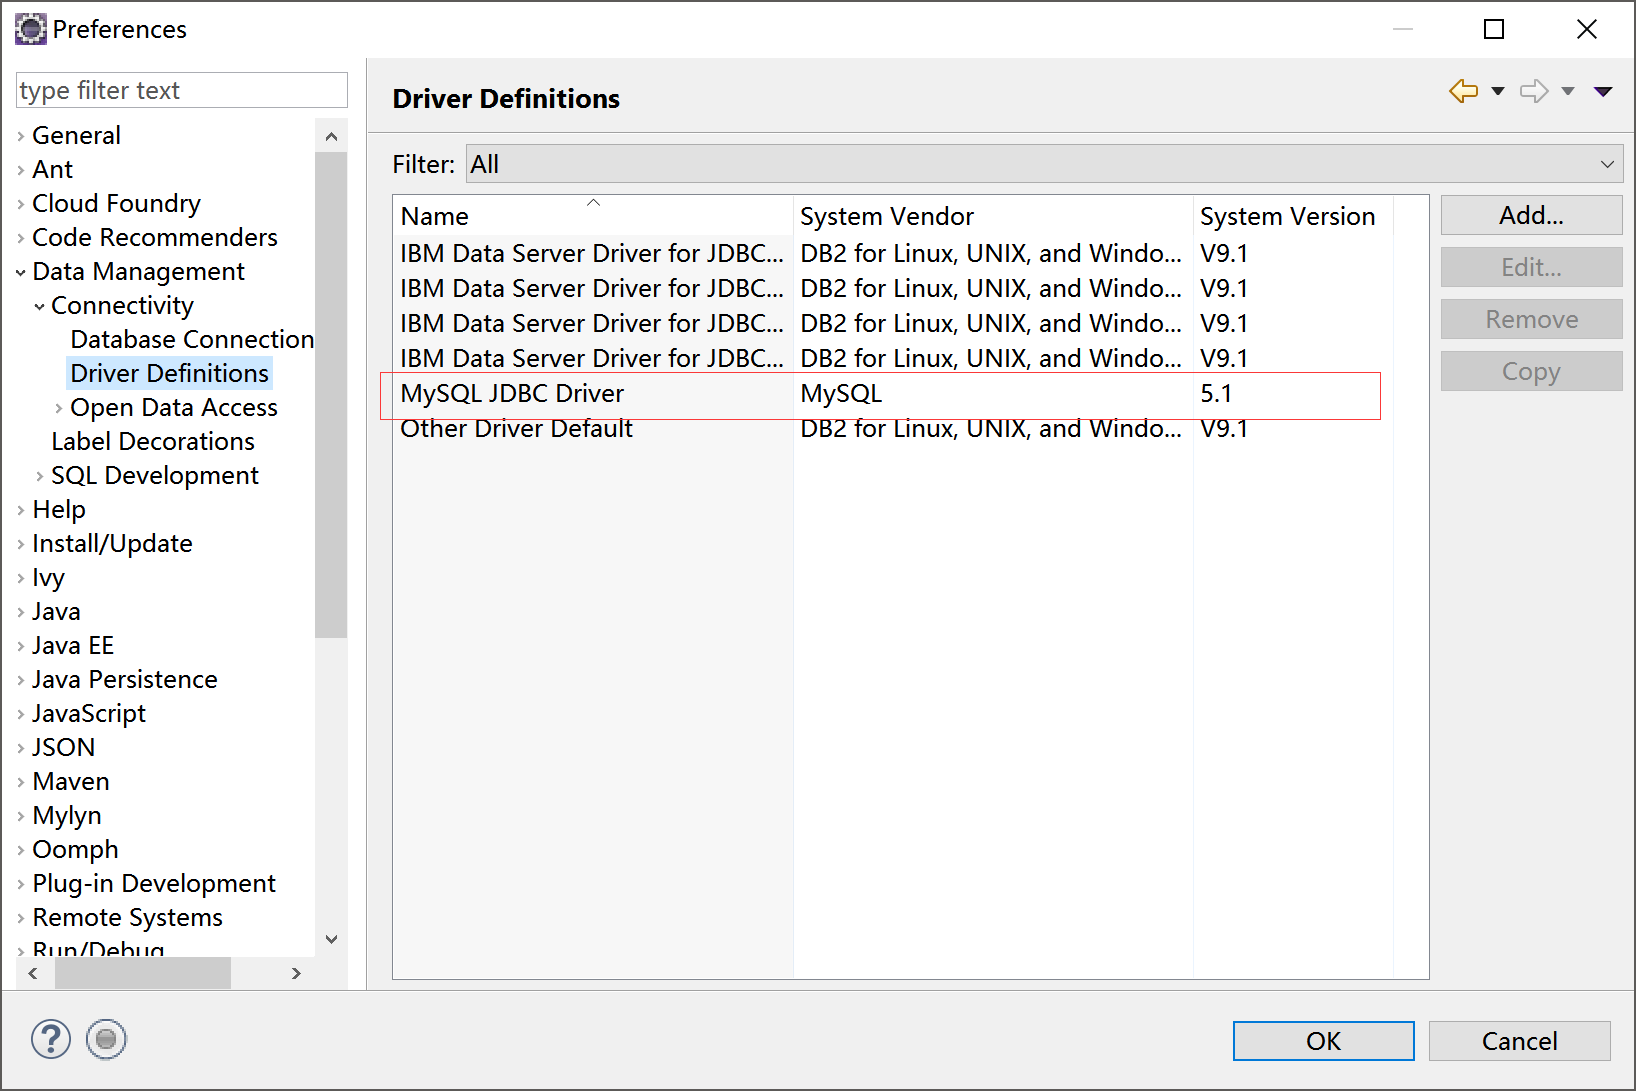 Preferences
type filter text
General
Ant
Cloud Foundry
Code Recommenders
Data Management
Connectivity
Database Connection
Driver Definitions
Open Data Access
Label Decorations
SQL Development
Help
Install/Update
Ivy
Java
Java EE
Java Persistence
JavaScript
JSON
Maven
Mylyn
Oomph
Plug-in Development
Remote Systems
Run/Debug
Driver Definitions
Filter: All
Name System Vendor System Version
IBM Data Server Driver for JDBC... DB2 for Linux, UNIX, and Windo... V9.1
IBM Data Server Driver for JDBC... DB2 for Linux, UNIX, and Windo... V9.1
IBM Data Server Driver for JDBC... DB2 for Linux, UNIX, and Windo... V9.1
IBM Data Server Driver for JDBC... DB2 for Linux, UNIX, and Windo... V9.1
MySQL JDBC Driver MySQL 5.1
Other Driver Default DB2 for Linux, UNIX, and Windo... V9.1
Add...
Edit...
Remove
Copy
OK Cancel